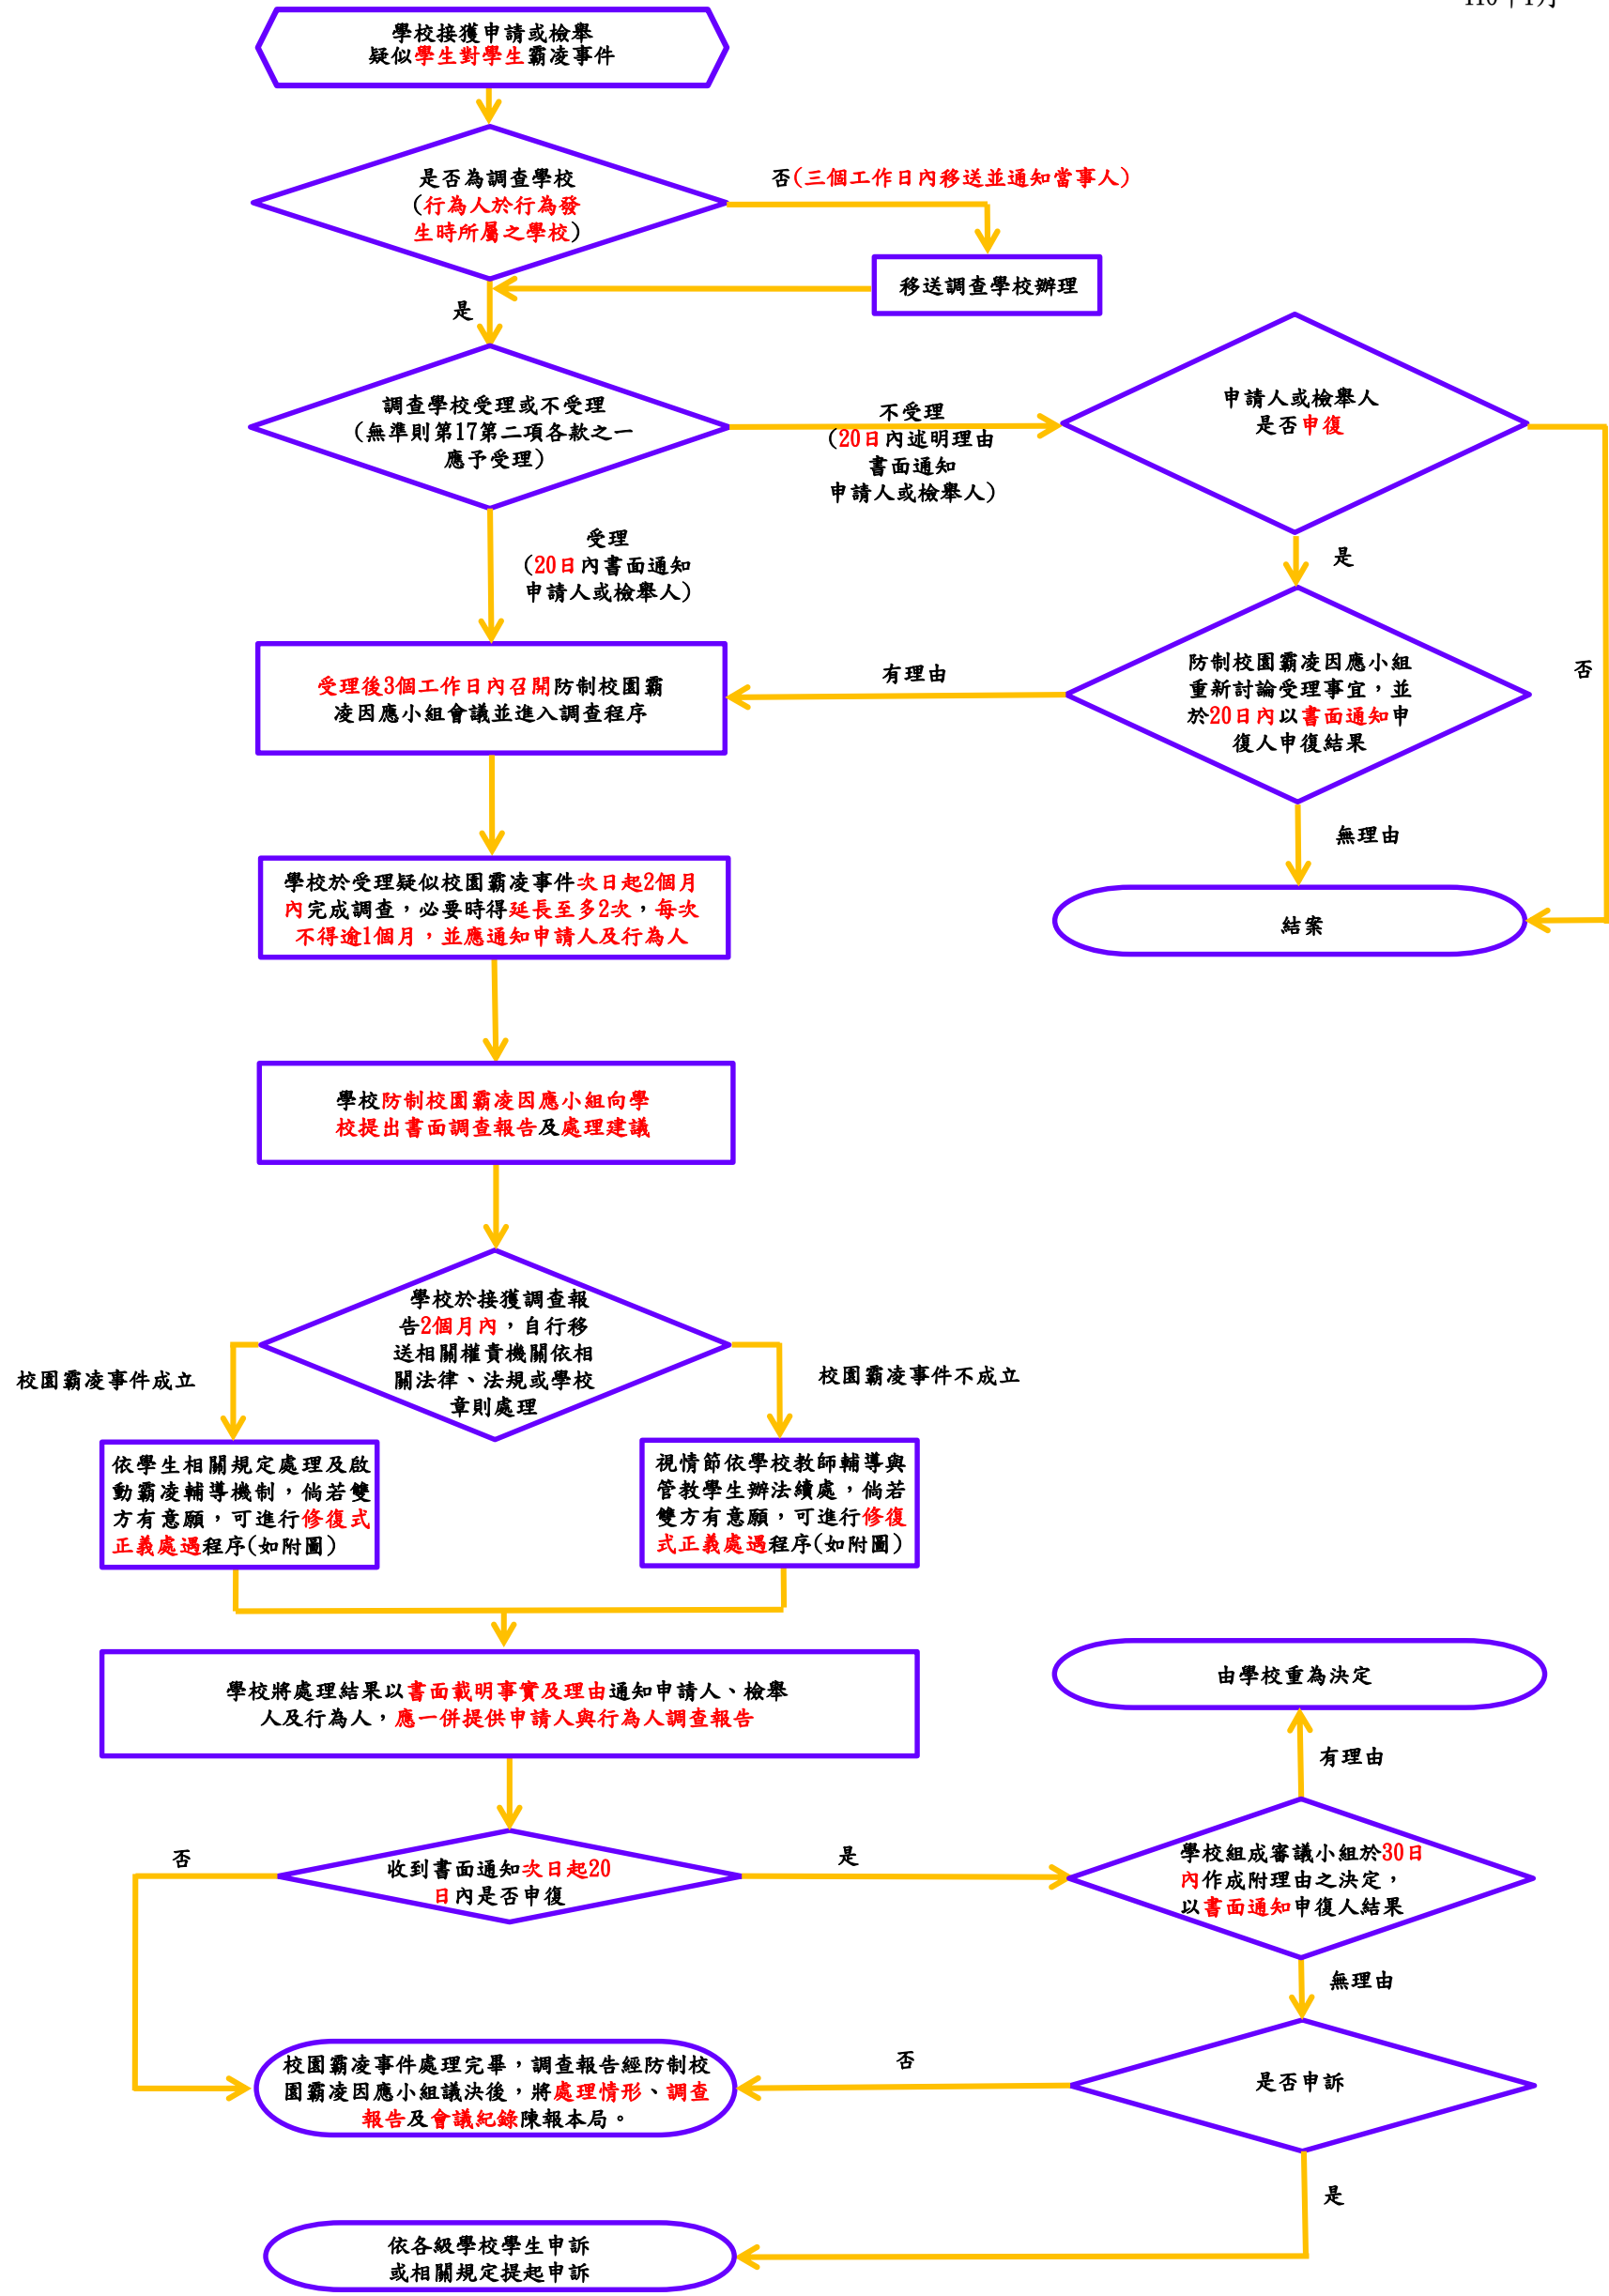 學校接獲申請或檢舉
疑似學生對學生霸凌事件
是否為調查學校
(行為人於行為發
生時所屬之學校)
否(三個工作日內移送並通知當事人)
移送調查學校辦理
是
調查學校受理或不受理
(無準則第17第二項各款之一
應予受理)
不受理
(20日內述明理由
書面通知
申請人或檢舉人)
申請人或檢舉人
是否申復
受理
(20日內書面通知
申請人或檢舉人)
是
否
受理後3個工作日內召開防制校園霸
凌因應小組會議並進入調查程序
有理由
防制校園霸凌因應小組
重新討論受理事宜，並
於20日內以書面通知申
復人申復結果
無理由
學校於受理疑似校園霸凌事件次日起2個月
內完成調查，必要時得延長至多2次，每次
不得逾1個月，並應通知申請人及行為人
結案
學校防制校園霸凌因應小組向學
校提出書面調查報告及處理建議
學校於接獲調查報
告2個月內，自行移
送相關權責機關依相
關法律、法規或學校
章則處理
校園霸凌事件成立
校園霸凌事件不成立
依學生相關規定處理及啟
動霸凌輔導機制，倘若雙
方有意願，可進行修復式
正義處遇程序(如附圖)
視情節依學校教師輔導與
管教學生辦法續處，倘若
雙方有意願，可進行修復
式正義處遇程序(如附圖)
學校將處理結果以書面載明事實及理由通知申請人、檢舉
人及行為人，應一併提供申請人與行為人調查報告
由學校重為決定
有理由
否
收到書面通知次日起20
日內是否申復
是
學校組成審議小組於30日
內作成附理由之決定，
以書面通知申復人結果
無理由
校園霸凌事件處理完畢，調查報告經防制校
園霸凌因應小組議決後，將處理情形、調查
報告及會議紀錄陳報本局。
否
是否申訴
是
依各級學校學生申訴
或相關規定提起申訴